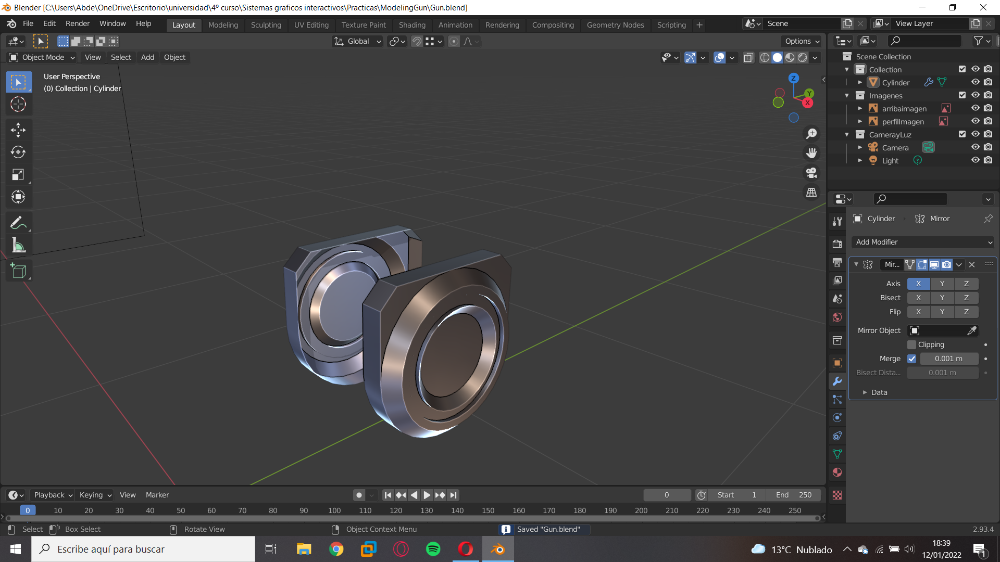 Blender [C:\Users\Abde\OneDrive\Escritorio\universidad\4º curso\Sistemas graficos interactivos\Practicas\ModelingGun\Gun.blend]
File Edit Render Window Help Layout Modeling Sculpting UV Editing Texture Paint Shading Animation Rendering Compositing Geometry Nodes Scripting Scene View Layer
Global Options
Object Mode View Select Add Object
User Perspective
(0) Collection | Cylinder
Z
Y
X
Scene Collection
Collection
Cylinder
Imagenes
arribaimagen
perfilImagen
CamerayLuz
Camera
Light
Cylinder Mirror
Add Modifier
Mir...
Axis X Y Z
Bisect X Y Z
Flip X Y Z
Mirror Object
Clipping
Merge 0.001 m
Bisect Dista... 0.001 m
Data
Playback Keying View Marker 0 Start 1 End 250
0 10 20 30 40 50 60 70 80 90 100 110 120 130 140 150 160 170 180 190 200 210 220 230 240 250
Select Box Select Rotate View Object Context Menu Saved "Gun.blend" 2.93.4
Escribe aquí para buscar 13°C Nublado 18:39
12/01/2022 1